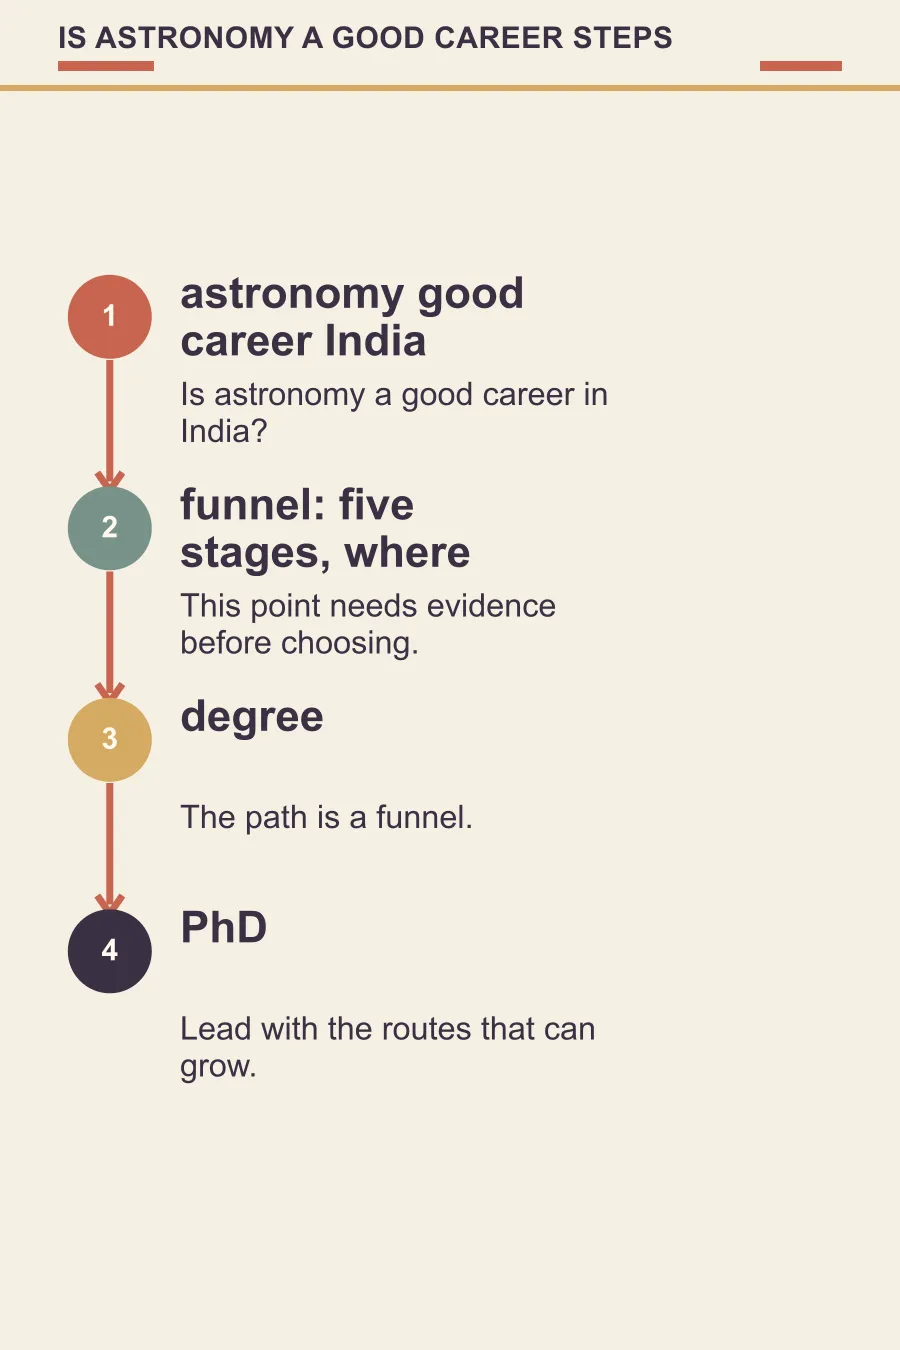 IS ASTRONOMY A GOOD CAREER STEPS
1
astronomy good
career India
Is astronomy a good career in
India?
2
funnel: five
stages, where
This point needs evidence
before choosing.
3
degree
The path is a funnel.
4
PhD
Lead with the routes that can
grow.